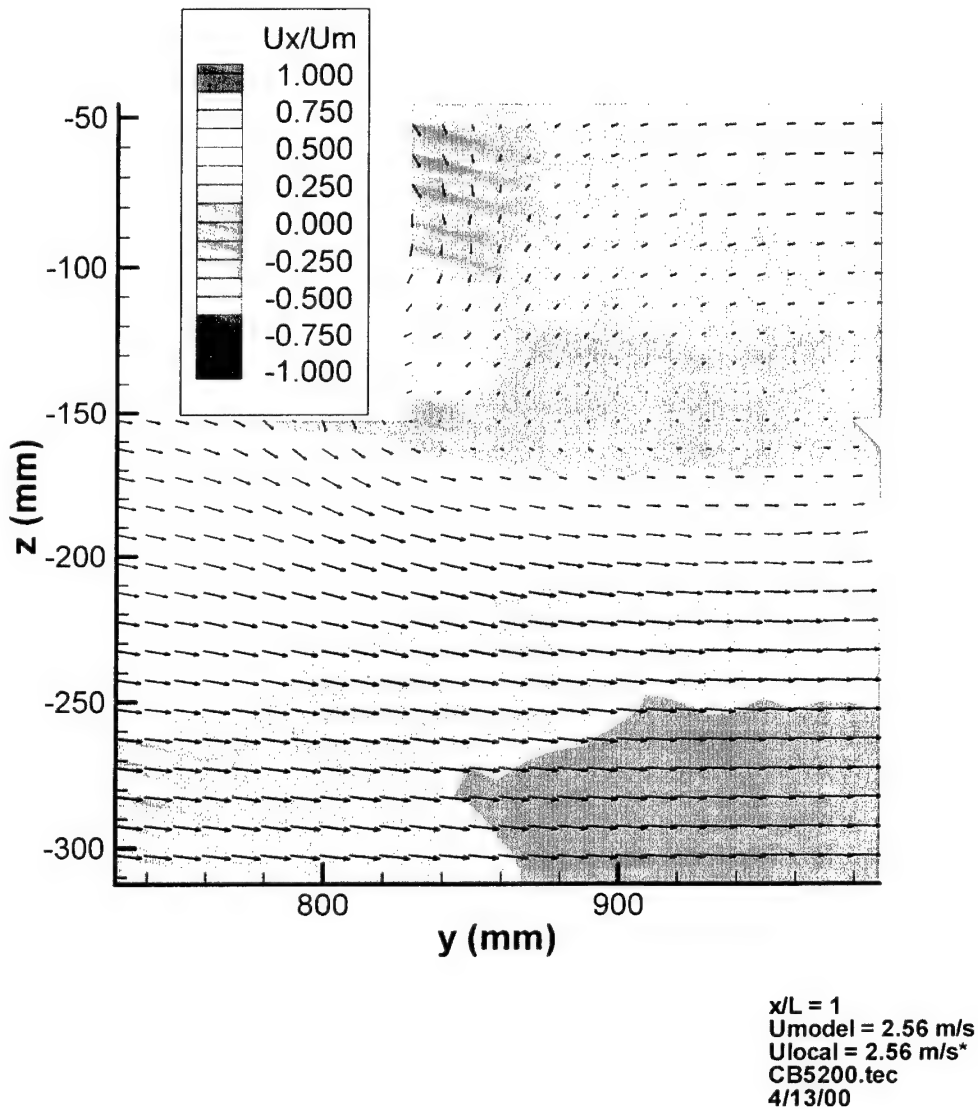 Ux/Um
1.000
0.750
0.500
0.250
0.000
-0.250
-0.500
-0.750
-1.000
-50
-100
-150
-200
-250
-300
z (mm)
800
900
y (mm)
x/L = 1
Umodel = 2.56 m/s
Ulocal = 2.56 m/s*
CB5200.tec
4/13/00